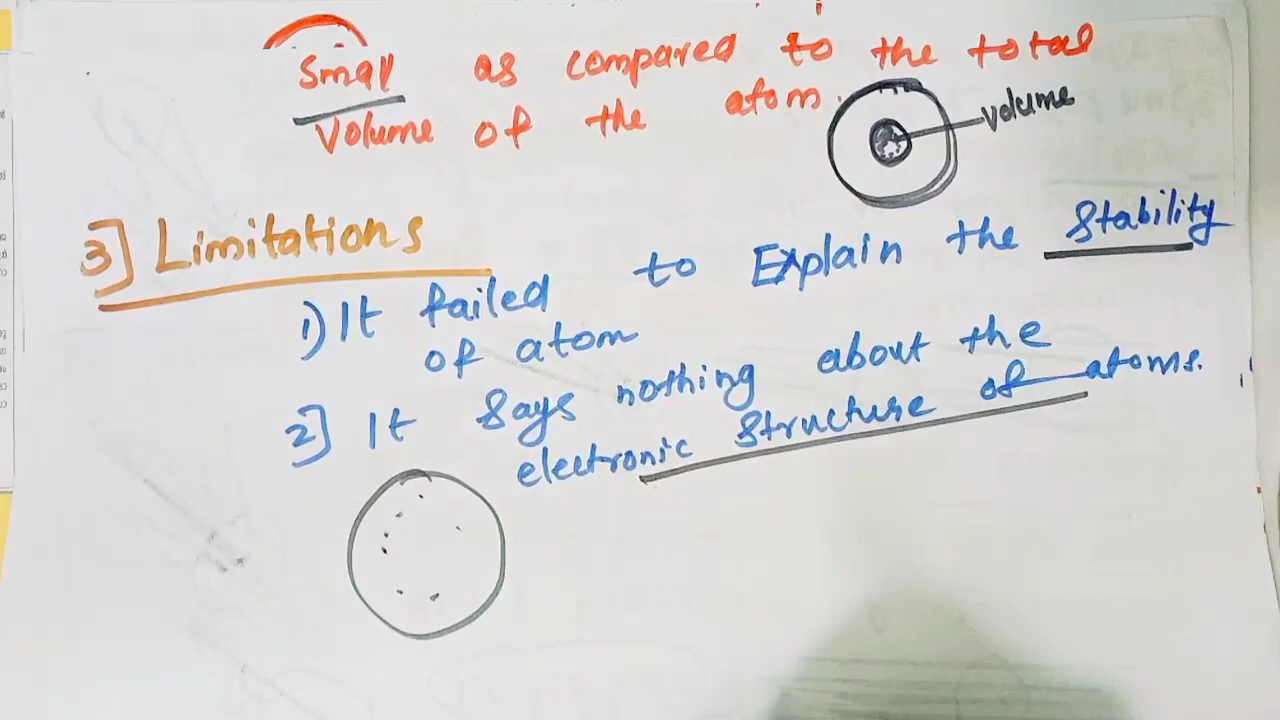 Small as compared to the total
Volume of the atom.
volume
3] Limitations
1) It failed to Explain the Stability
of atom
2] It Says nothing about the
electronic Structure of atoms.